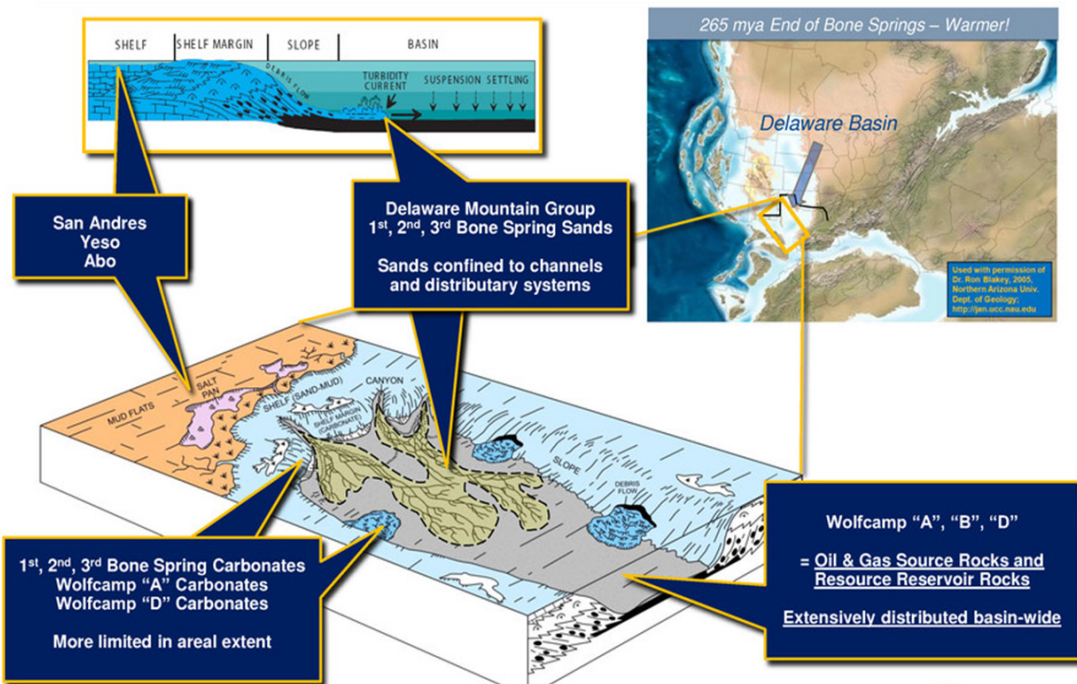 SHELF
SHELF MARGIN
SLOPE
BASIN
DEBRIS FLOW
TURBIDITY
CURRENT
SUSPENSION SETTLING
265 mya End of Bone Springs – Warmer!
Delaware Basin
Used with permission of
Dr. Ron Blakey, 2005,
Northern Arizona Univ.
Dept. of Geology;
http://jan.ucc.nau.edu
San Andres
Yeso
Abo
Delaware Mountain Group
1st, 2nd, 3rd Bone Spring Sands
Sands confined to channels
and distributary systems
MUD FLATS
SALT
PAN
SHELF (SAND-MUD)
SHELF MARGIN
(CARBONATE)
CANYON
SLOPE
DEBRIS
FLOW
1st, 2nd, 3rd Bone Spring Carbonates
Wolfcamp “A” Carbonates
Wolfcamp “D” Carbonates
More limited in areal extent
Wolfcamp “A”, “B”, “D”
= Oil & Gas Source Rocks and
Resource Reservoir Rocks
Extensively distributed basin-wide